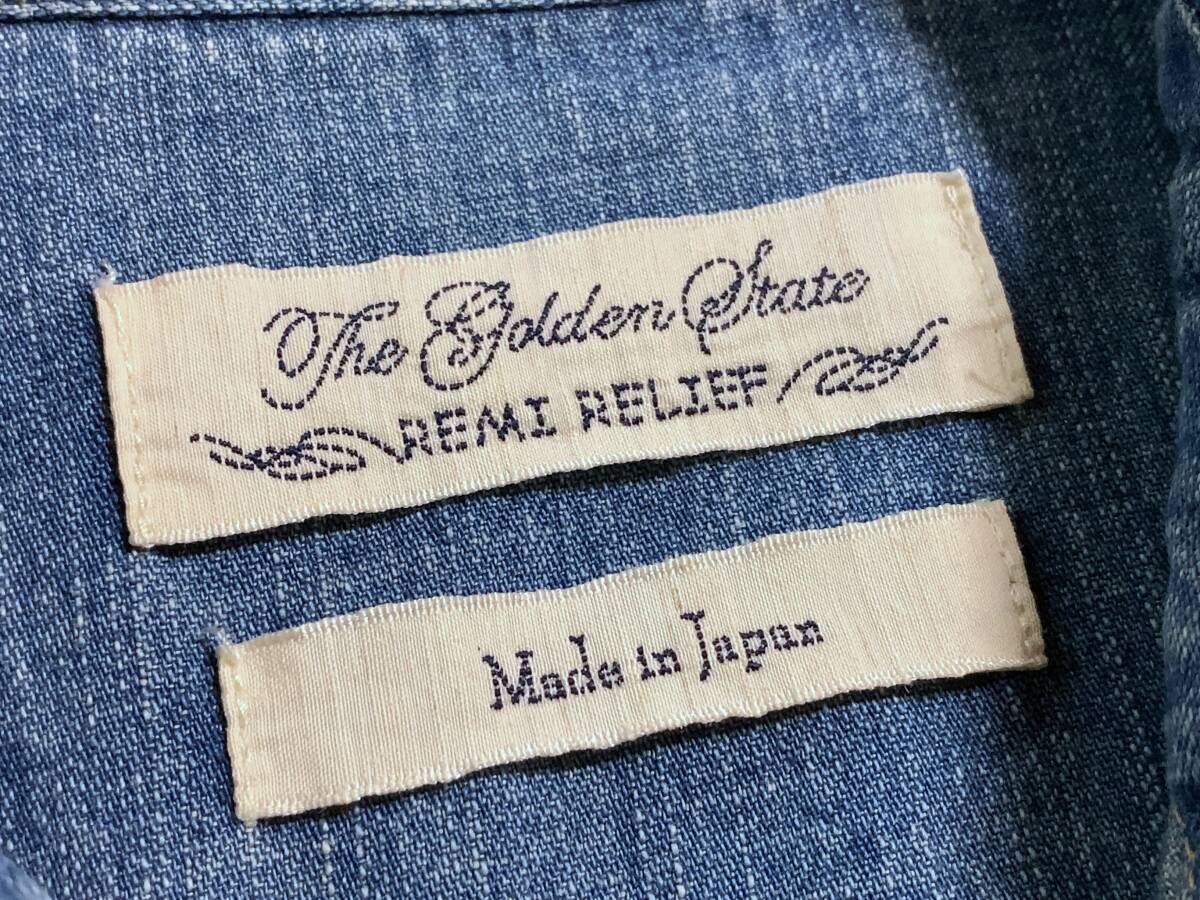 The Golden State
REMI RELIEF
Made in Japan